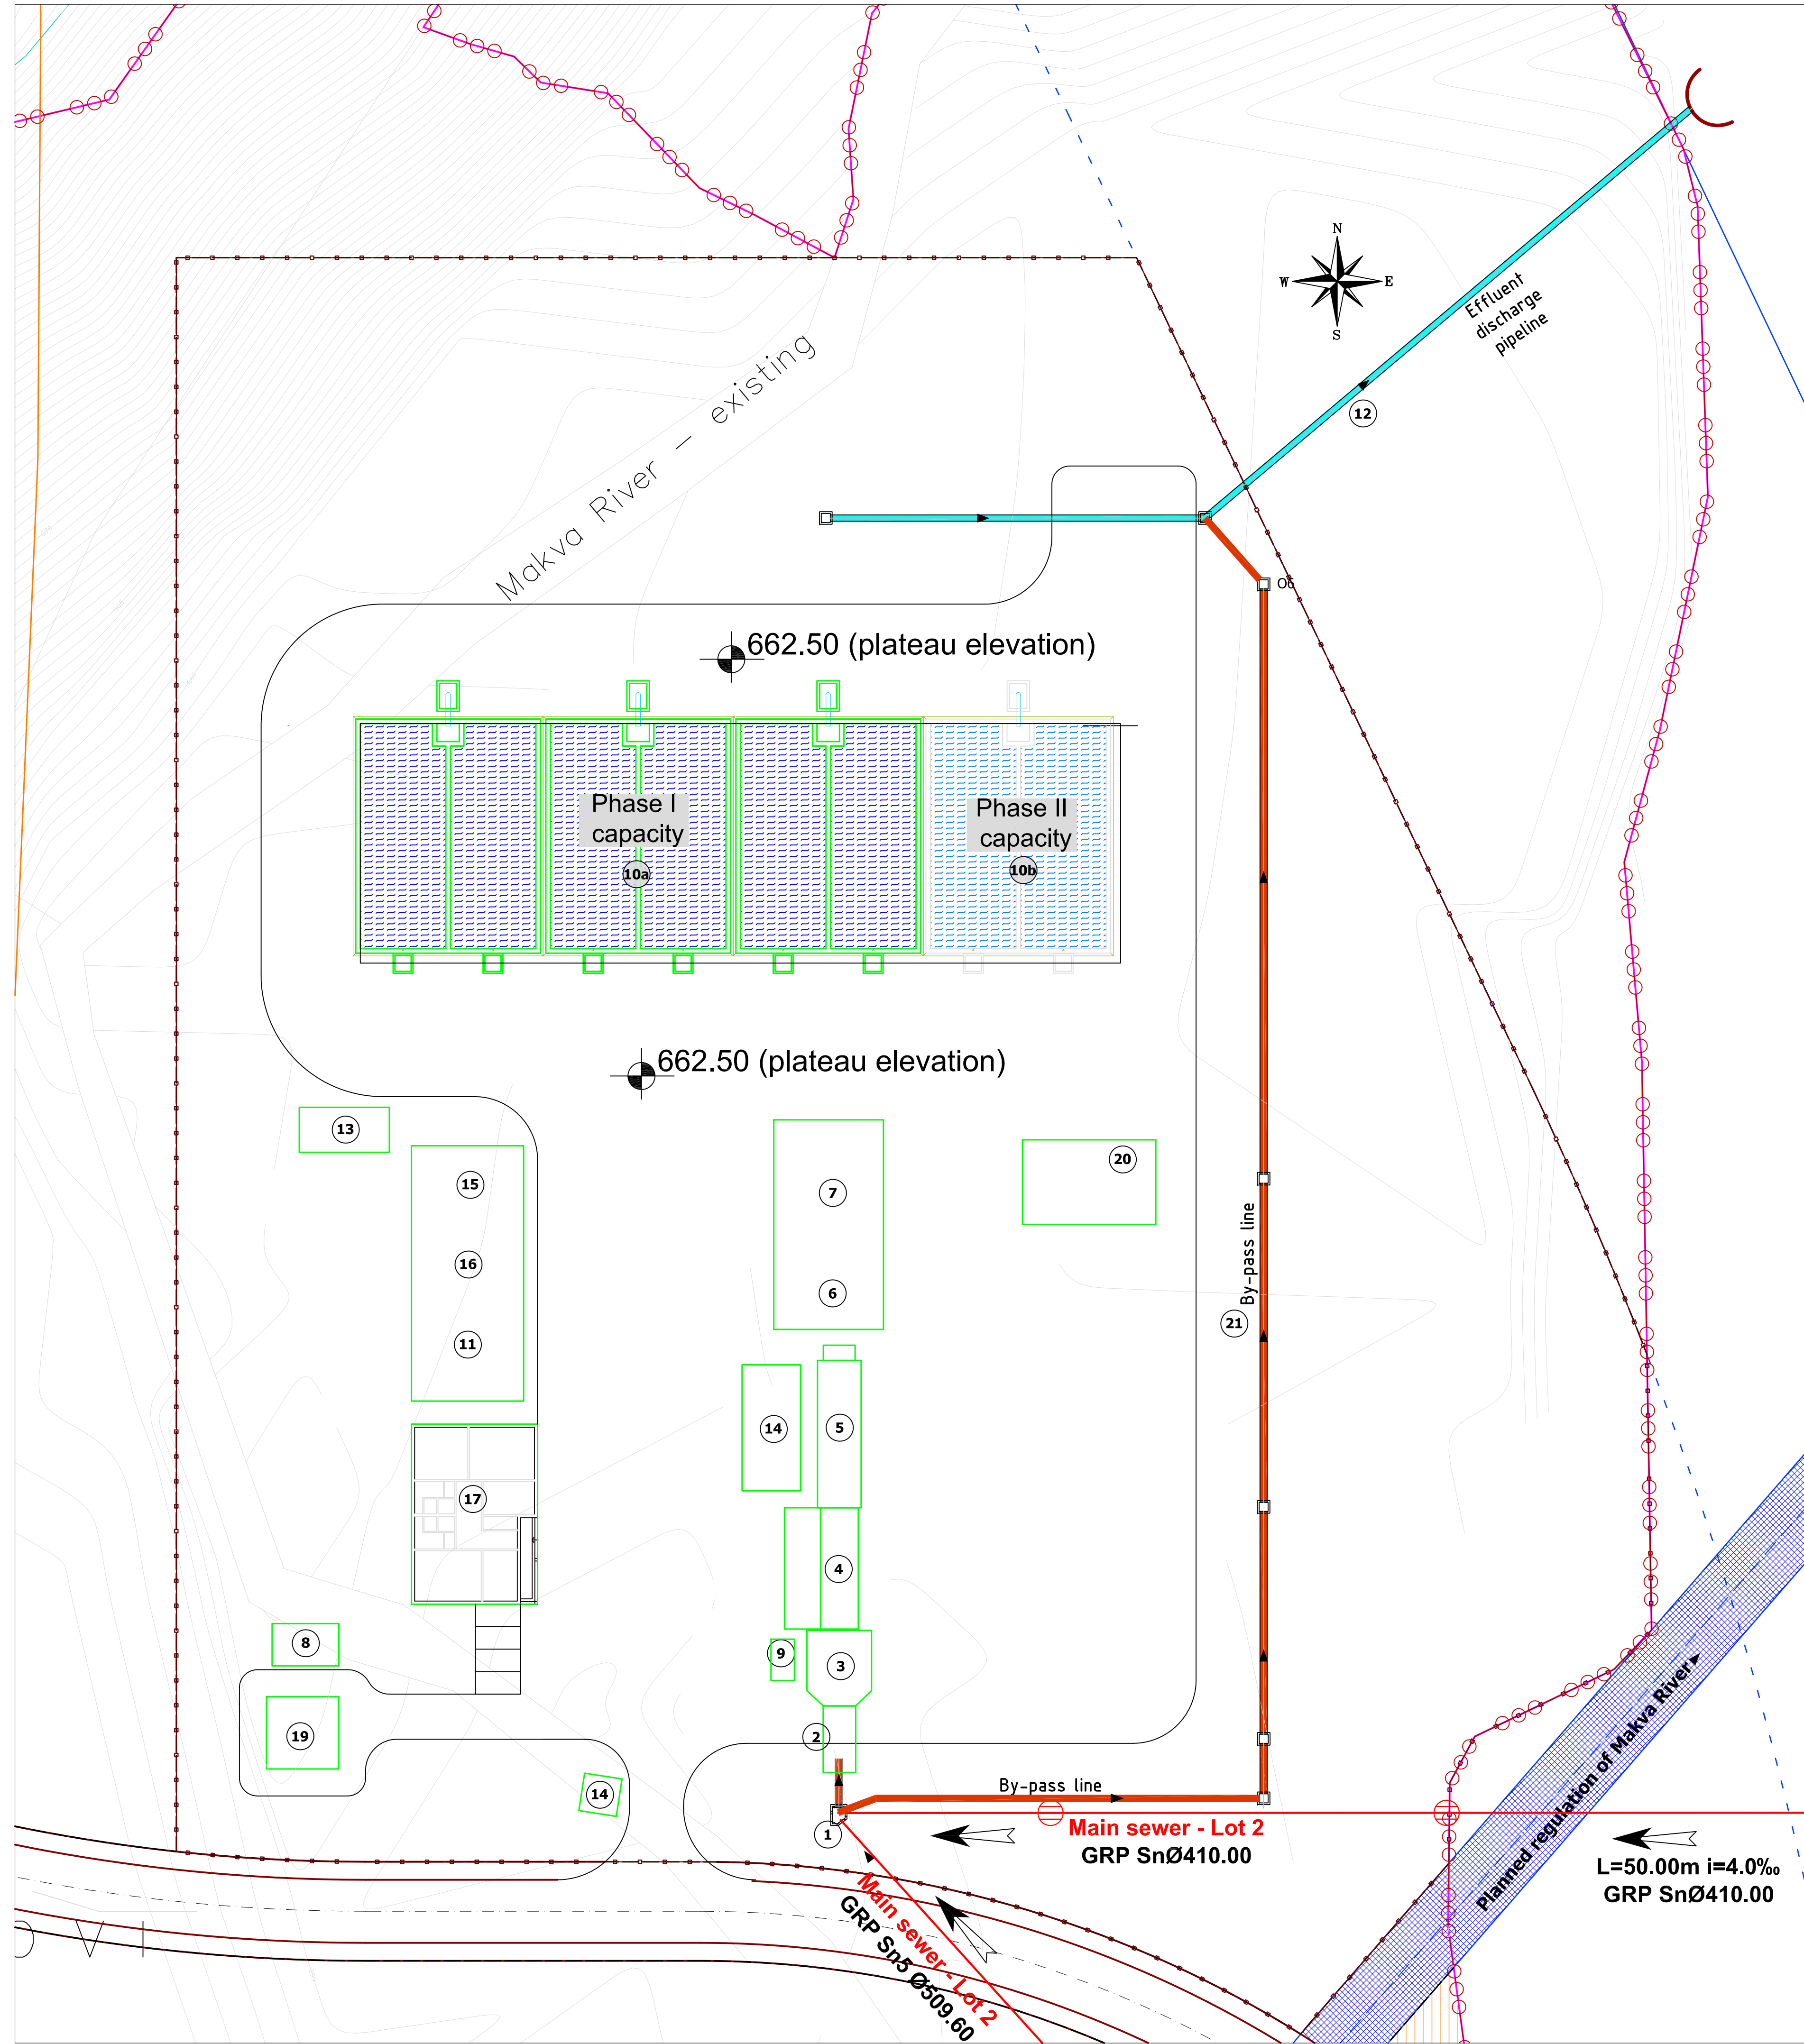 N
W
E
S
Effluent
discharge
pipeline
12
Makva River – existing
O6
662.50 (plateau elevation)
Phase I
capacity
10a
Phase II
capacity
10b
662.50 (plateau elevation)
13
15
16
11
7
6
20
By-pass line
21
14
5
17
4
8
9
3
19
2
14
1
By-pass line
Main sewer - Lot 2
GRP SnØ410.00
Main sewer - Lot 2
GRP Sn5 Ø509.60
Planned regulation of Makva River
L=50.00m i=4.0‰
GRP SnØ410.00